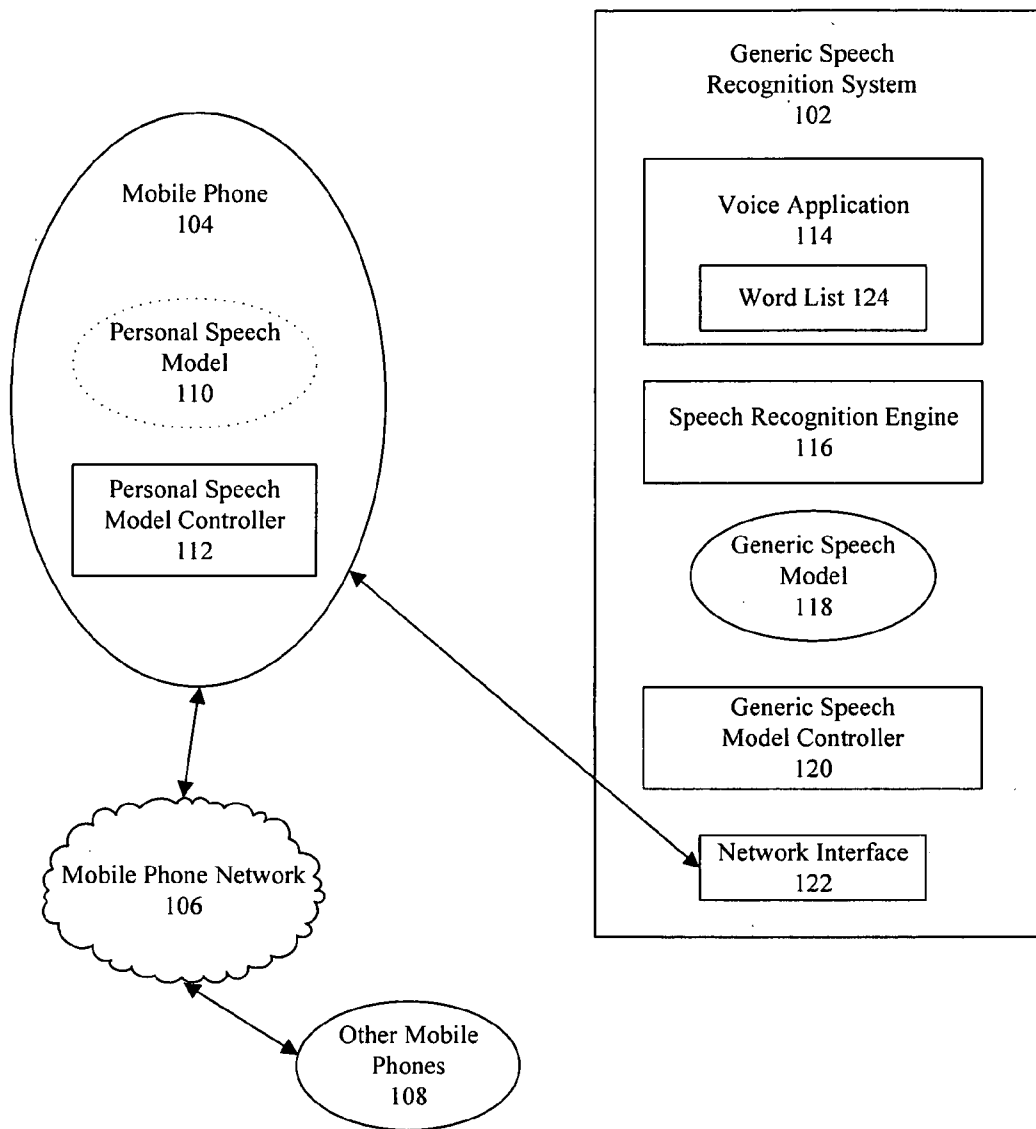 Generic Speech
Recognition System
102
Voice Application
114
Word List 124
Speech Recognition Engine
116
Generic Speech
Model
118
Generic Speech
Model Controller
120
Network Interface
122
Mobile Phone
104
Personal Speech
Model
110
Personal Speech
Model Controller
112
Mobile Phone Network
106
Other Mobile
Phones
108